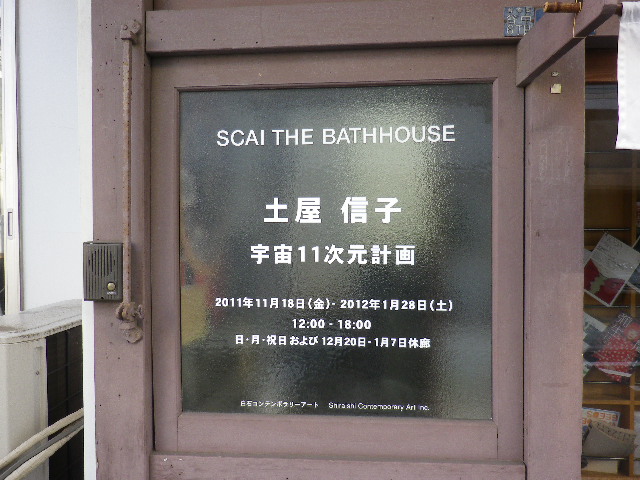 SCAI THE BATHHOUSE
土屋 信子
宇宙11次元計画
2011年11月18日(金)- 2012年1月28日(土)
12:00 - 18:00
日・月・祝日および12月20日-1月7日休廊
白石コンテンポラリーアート Shiraishi Contemporary Art Inc.